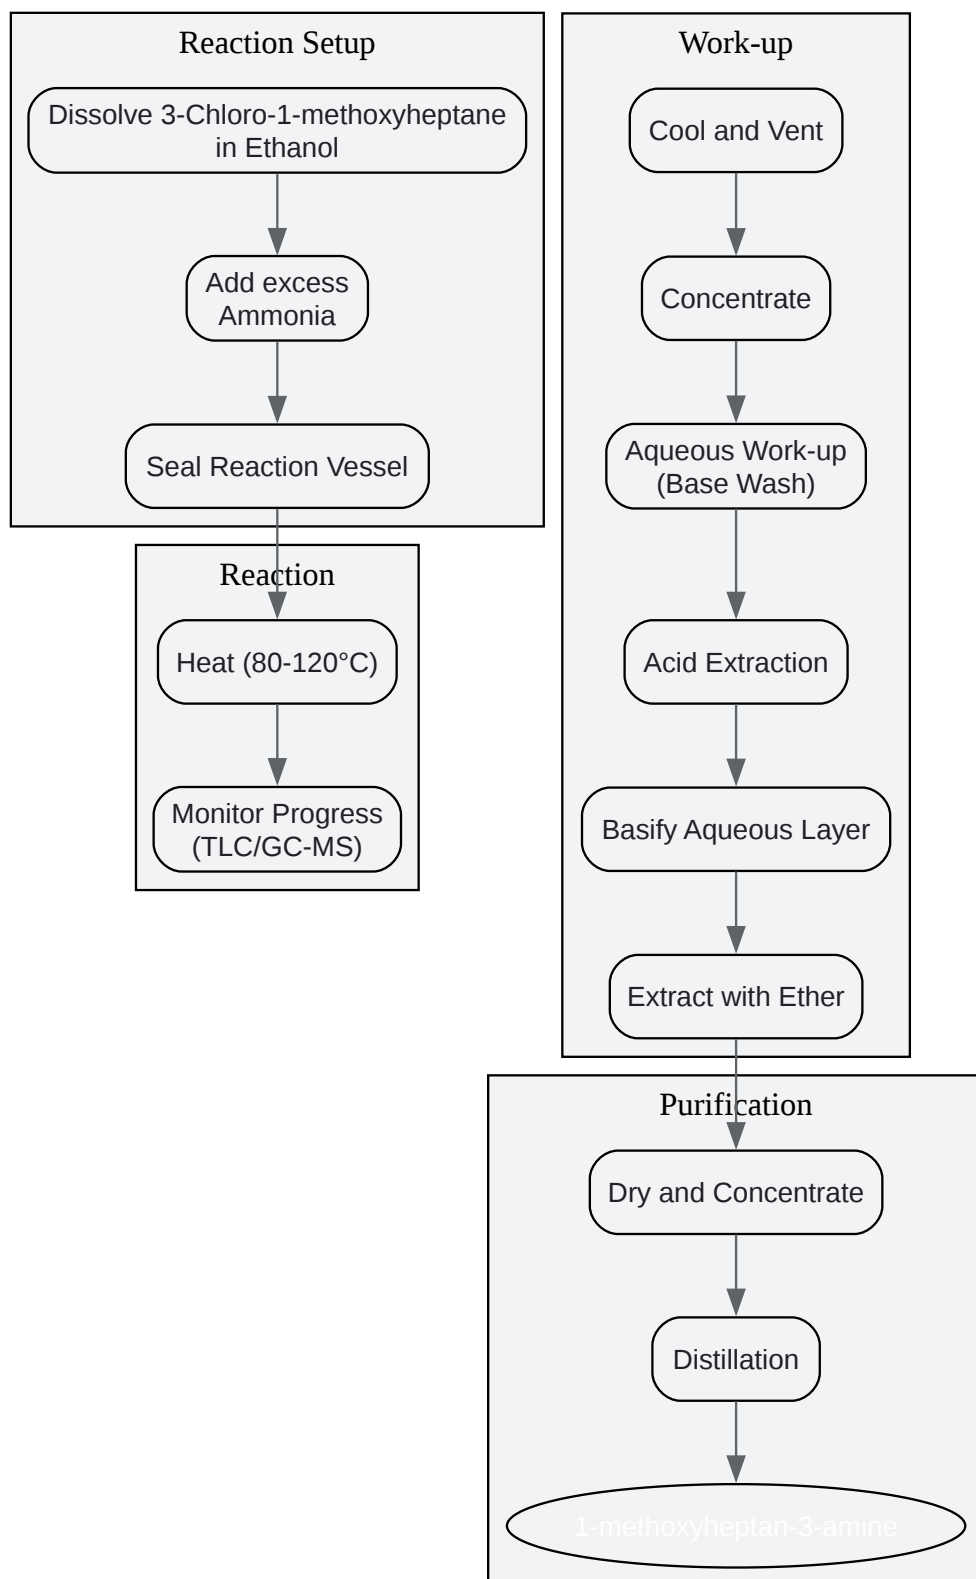 Reaction Setup
Dissolve 3-Chloro-1-methoxyheptane
in Ethanol
Add excess
Ammonia
Seal Reaction Vessel
Reaction
Heat (80-120°C)
Monitor Progress
(TLC/GC-MS)
Work-up
Cool and Vent
Concentrate
Aqueous Work-up
(Base Wash)
Acid Extraction
Basify Aqueous Layer
Extract with Ether
Purification
Dry and Concentrate
Distillation
1-methoxyheptan-3-amine